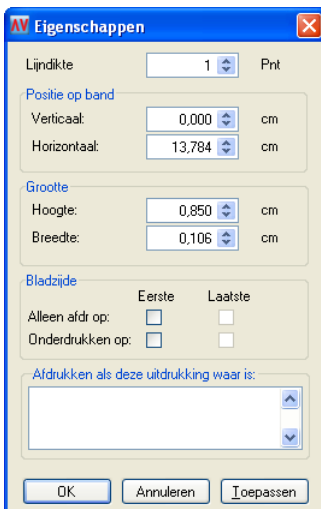 AV Eigenschappen
Lijndikte 1 Pnt
Positie op band
Verticaal: 0,000 cm
Horizontaal: 13,784 cm
Grootte
Hoogte: 0,850 cm
Breedte: 0,106 cm
Bladzijde
Eerste Laatste
Alleen afdr op:
Onderdrukken op:
Afdrukken als deze uitdrukking waar is:
OK Annuleren Toepassen